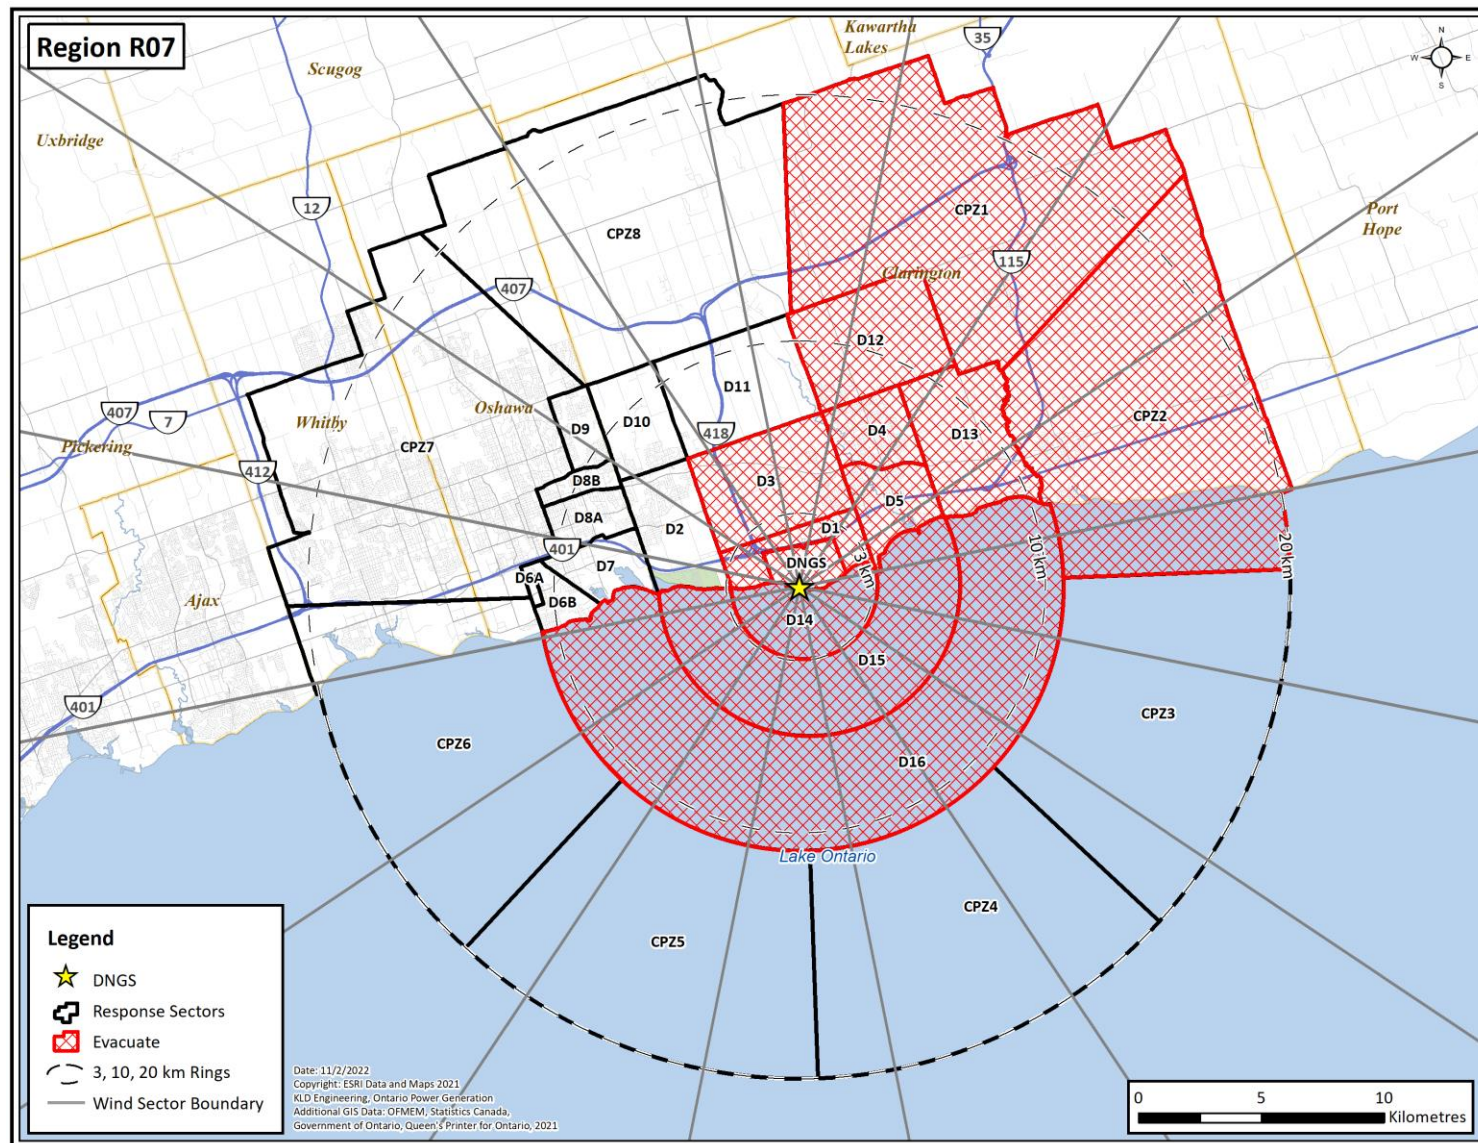 Region R07
Kawartha
Lakes
35
N
W E
S
Scugog
Uxbridge
12
CPZ1
Port
Hope
CPZ8
115
Clarington
407
D12
D11
407
7
Whitby
Oshawa
D9
D10
418
D4
D13
CPZ2
Pickering
CPZ7
412
D8B
D3
D5
D8A
D2
D1
401
D7
DNGS
3 km
10 km
20 km
D6A
D6B
Ajax
D14
D15
401
CPZ6
CPZ3
D16
Lake Ontario
CPZ4
CPZ5
Legend
DNGS
Response Sectors
Evacuate
3, 10, 20 km Rings
Wind Sector Boundary
Date: 11/2/2022
Copyright: ESRI Data and Maps 2021
KLD Engineering, Ontario Power Generation
Additional GIS Data: OFMEM, Statistics Canada,
Government of Ontario, Queen's Printer for Ontario, 2021
0 5 10
Kilometres